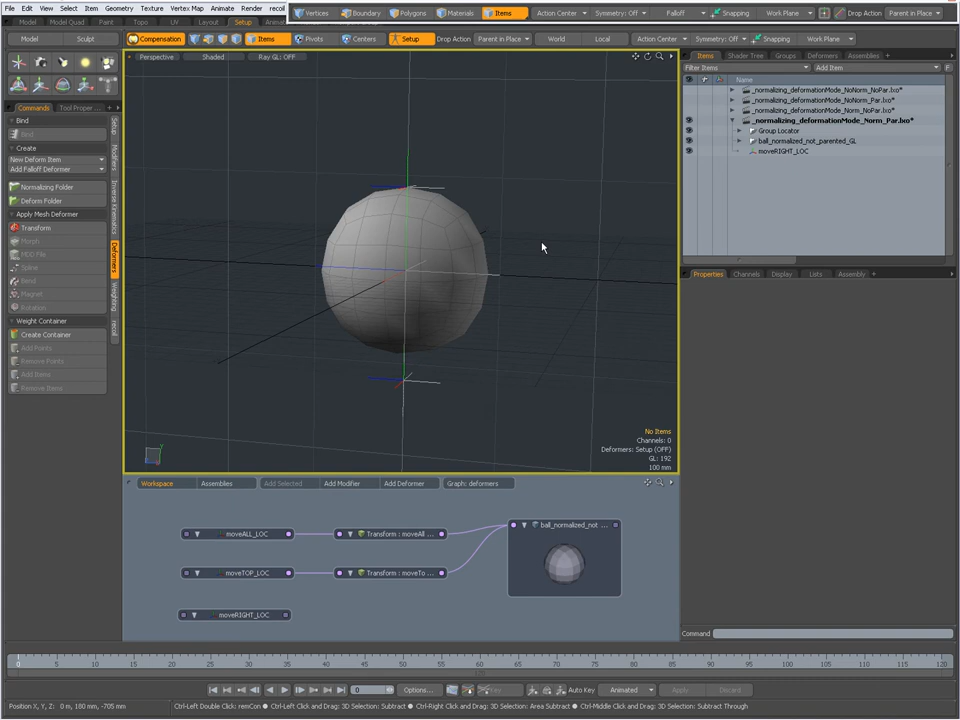 File Edit View Select Item Geometry Texture Vertex Map Animate Render recoil
Vertices Boundary Polygons Materials Items Action Center Symmetry: Off Falloff Snapping Work Plane Drop Action Parent in Place
Model Model Quad Paint Topo UV Layout Setup Animate
Model Sculpt Compensation Items Pivots Centers Setup Drop Action Parent in Place World Local Action Center Symmetry: Off Snapping Work Plane
Perspective Shaded Ray GL: OFF
Items Shader Tree Groups Deformers Assemblies +
Filter Items Add Item F
Name
_normalizing_deformationMode_NoNorm_NoPar.lxo*
_normalizing_deformationMode_NoNorm_Par.lxo*
_normalizing_deformationMode_Norm_NoPar.lxo*
_normalizing_deformationMode_Norm_Par.lxo*
Group Locator
ball_normalized_not_parented_GL
moveRIGHT_LOC
Commands Tool Proper ...
Bind
Bind
Create
New Deform Item
Add Falloff Deformer
Normalizing Folder
Deform Folder
Apply Mesh Deformer
Transform
Morph
MDD File
Spline
Bend
Magnet
Rotation
Weight Container
Create Container
Add Points
Remove Points
Add Items
Remove Items
Setup
Modifiers
Inverse Kinematics
Deformers
Weighting
recoil
Properties Channels Display Lists Assembly +
No Items
Channels: 0
Deformers: Setup (OFF)
GL: 192
100 mm
Workspace Assemblies Add Selected Add Modifier Add Deformer Graph: deformers
moveALL_LOC Transform : moveAll ... ball_normalized_not ...
moveTOP_LOC Transform : moveTo ...
moveRIGHT_LOC
Command
0 5 10 15 20 25 30 35 40 45 50 55 60 65 70 75 80 85 90 95 100 105 110 115 120
0 Options... Key Auto Key Animated Apply Discard
Position X, Y, Z: 0 m, 180 mm, -705 mm Ctrl-Left Double Click: remCon ● Ctrl-Left Click and Drag: 3D Selection: Subtract ● Ctrl-Right Click and Drag: 3D Selection: Area Subtract ● Ctrl-Middle Click and Drag: 3D Selection: Subtract Through